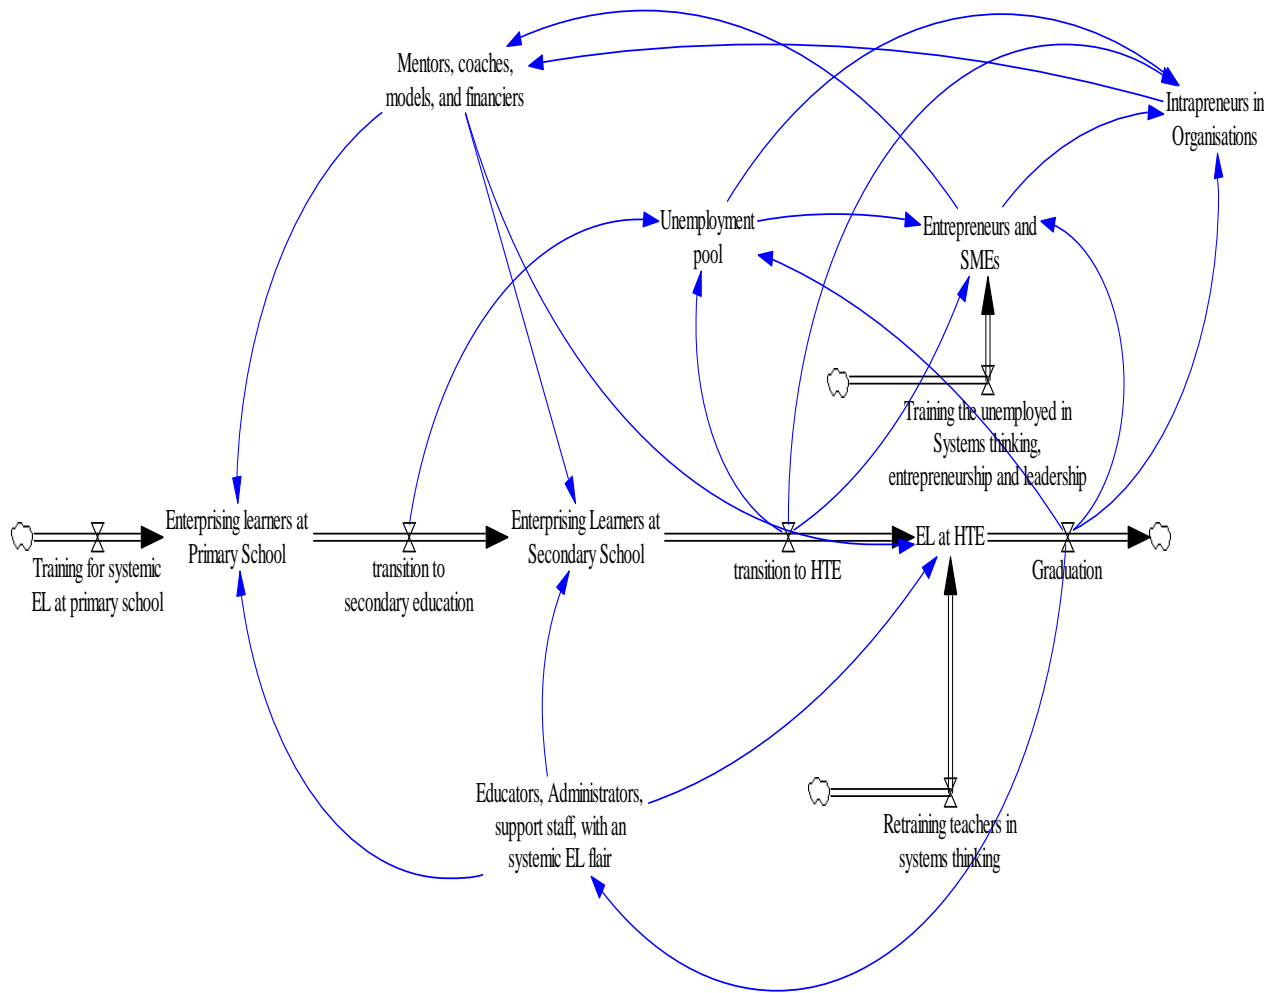 Mentors, coaches,
models, and financiers
Intrapreneurs in
Organisations
Unemployment
pool
Entrepreneurs and
SMEs
Training the unemployed in
Systems thinking,
entrepreneurship and leadership
Enterprising learners at
Primary School
Enterprising Learners at
Secondary School
EL at HTE
Training for systemic
EL at primary school
transition to
secondary education
transition to HTE
Graduation
Educators, Administrators,
support staff, with an
systemic EL flair
Retraining teachers in
systems thinking